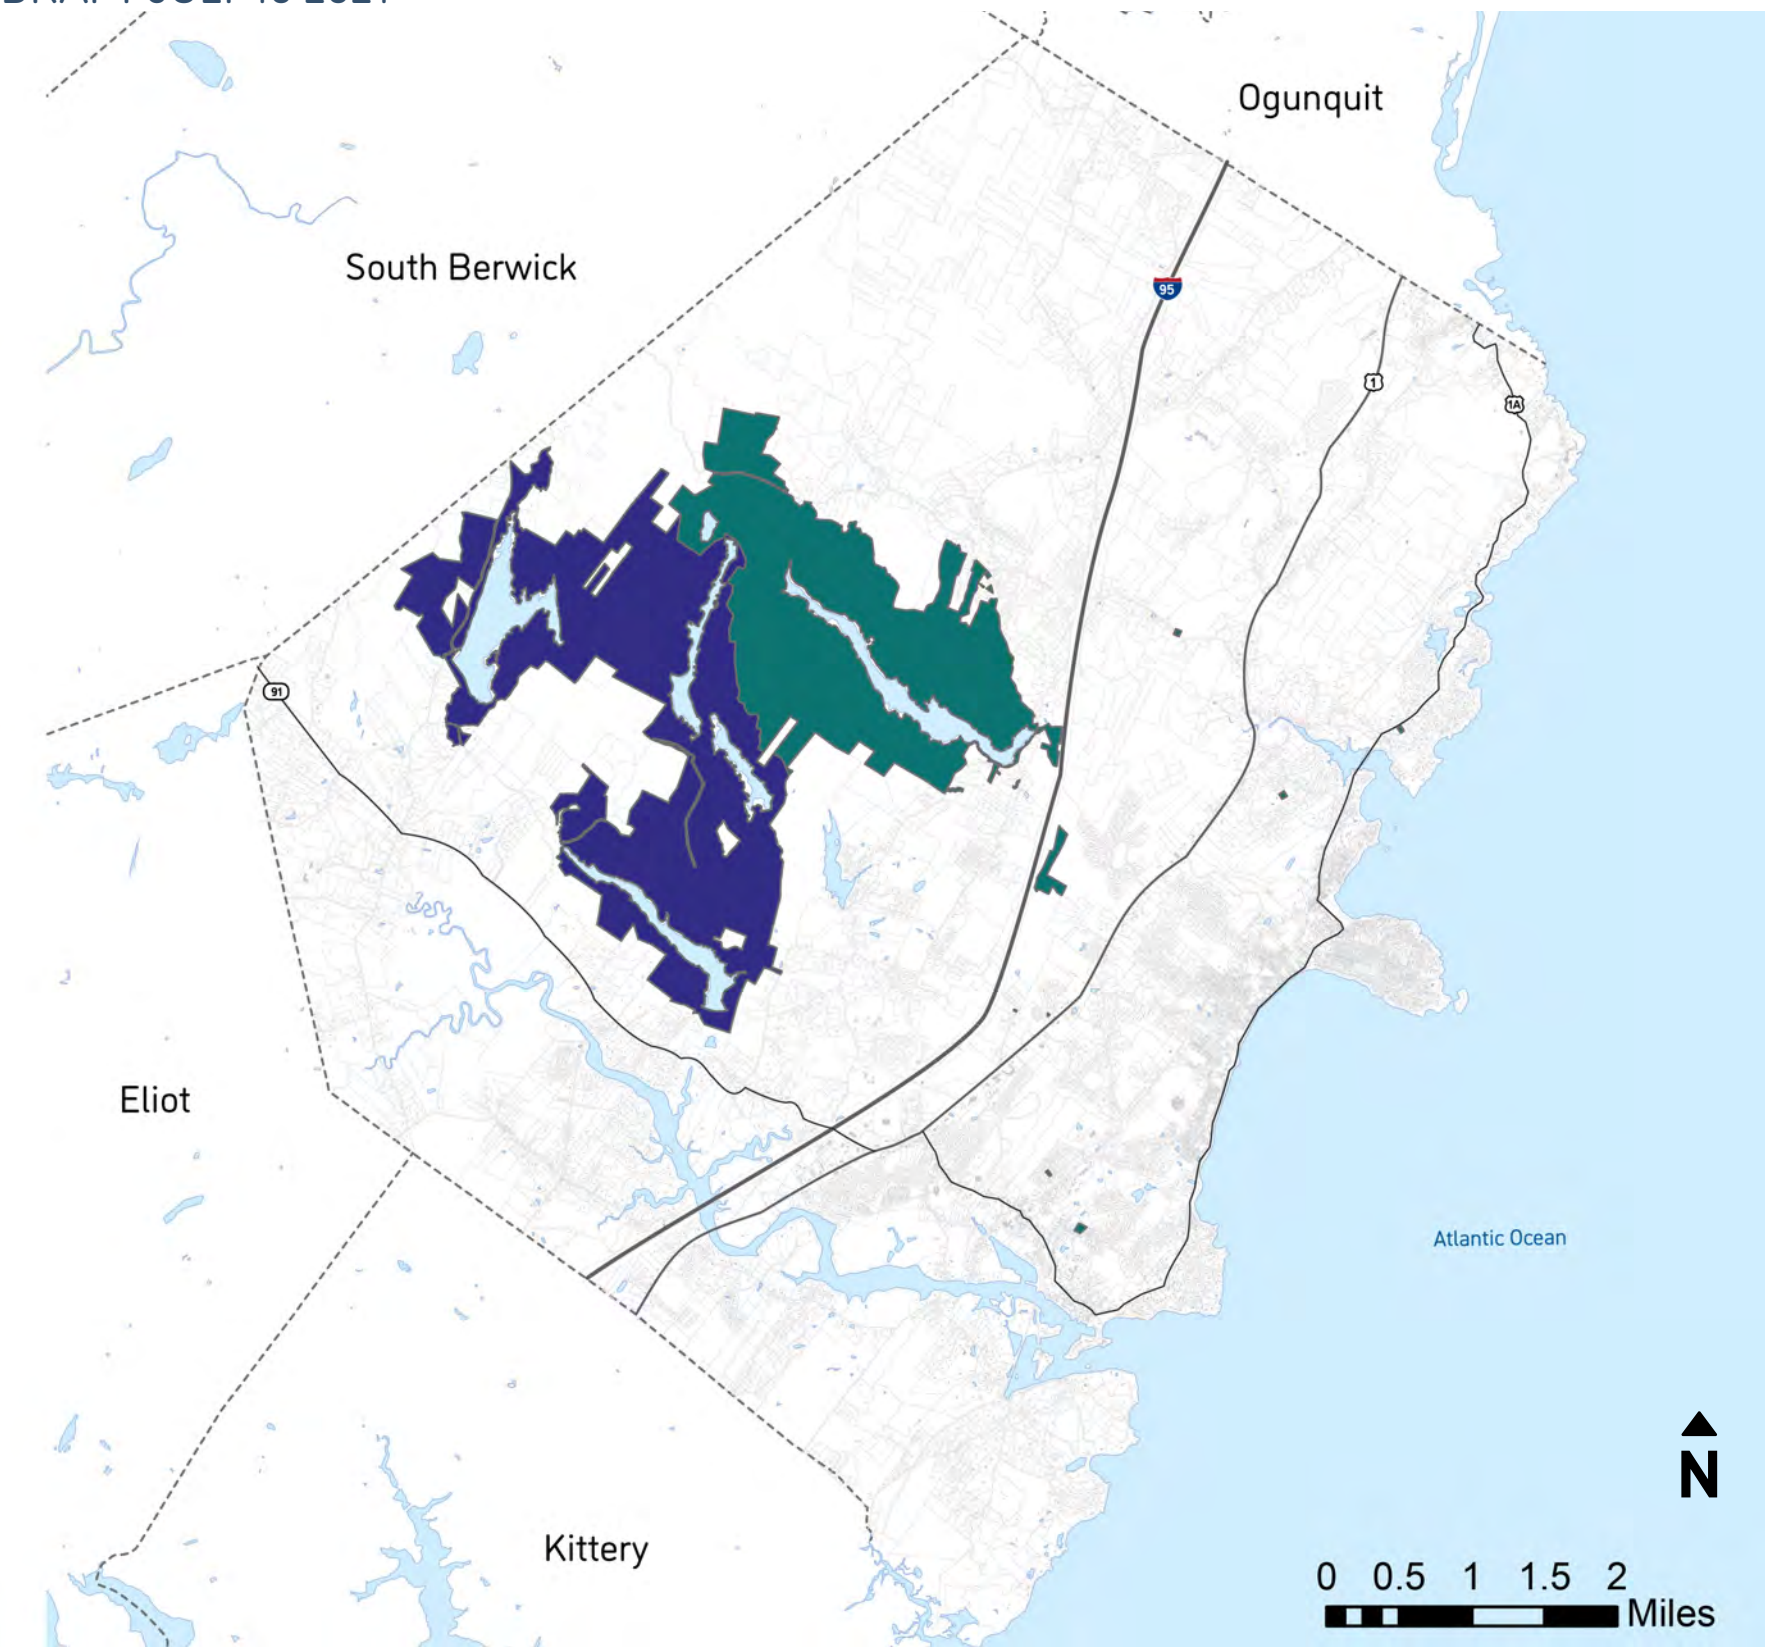 Ogunquit
South Berwick
95
1
1A
91
Eliot
Atlantic Ocean
N
Kittery
0 0.5 1 1.5 2
Miles